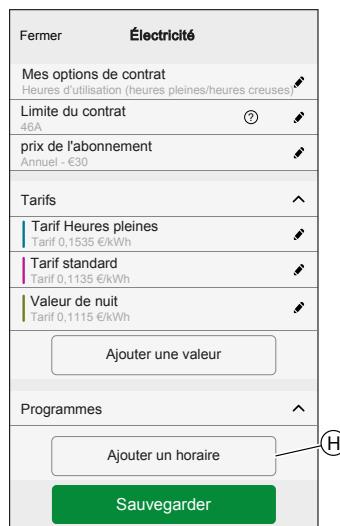 Fermer Électricité
Mes options de contrat
Heures d'utilisation (heures pleines/heures creuses)
Limite du contrat ?
46A
prix de l'abonnement
Annuel - €30
Tarifs
Tarif Heures pleines
Tarif 0,1535 €/kWh
Tarif standard
Tarif 0,1135 €/kWh
Valeur de nuit
Tarif 0,1115 €/kWh
Ajouter une valeur
Programmes
Ajouter un horaire
H
Sauvegarder